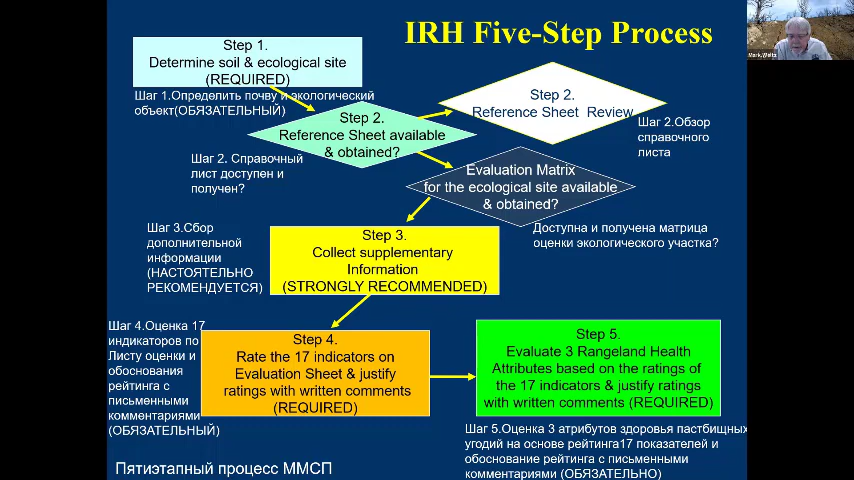 IRH Five-Step Process
Mark.Weltz
Step 1.
Determine soil & ecological site
(REQUIRED)
Шаг 1.Определить почву и экологический
объект(ОБЯЗАТЕЛЬНЫЙ)
Step 2.
Reference Sheet available
& obtained?
Step 2.
Reference Sheet Review
Шаг 2.Обзор
справочного
листа
Шаг 2. Справочный
лист доступен и
получен?
Evaluation Matrix
for the ecological site available
& obtained?
Доступна и получена матрица
оценки экологического участка?
Шаг 3.Сбор
дополнительной
информации
(НАСТОЯТЕЛЬНО
РЕКОМЕНДУЕТСЯ)
Step 3.
Collect supplementary
Information
(STRONGLY RECOMMENDED)
Шаг 4.Оценка 17
индикаторов по
Листу оценки и
обоснования
рейтинга с
письменными
комментариями
(ОБЯЗАТЕЛЬНЫЙ)
Step 4.
Rate the 17 indicators on
Evaluation Sheet & justify
ratings with written comments
(REQUIRED)
Step 5.
Evaluate 3 Rangeland Health
Attributes based on the ratings of
the 17 indicators & justify ratings
with written comments (REQUIRED)
Шаг 5.Оценка 3 атрибутов здоровья пастбищных
угодий на основе рейтинга17 показателей и
обоснование рейтинга с письменными
комментариями (ОБЯЗАТЕЛЬНО)
Пятиэтапный процесс ММСП